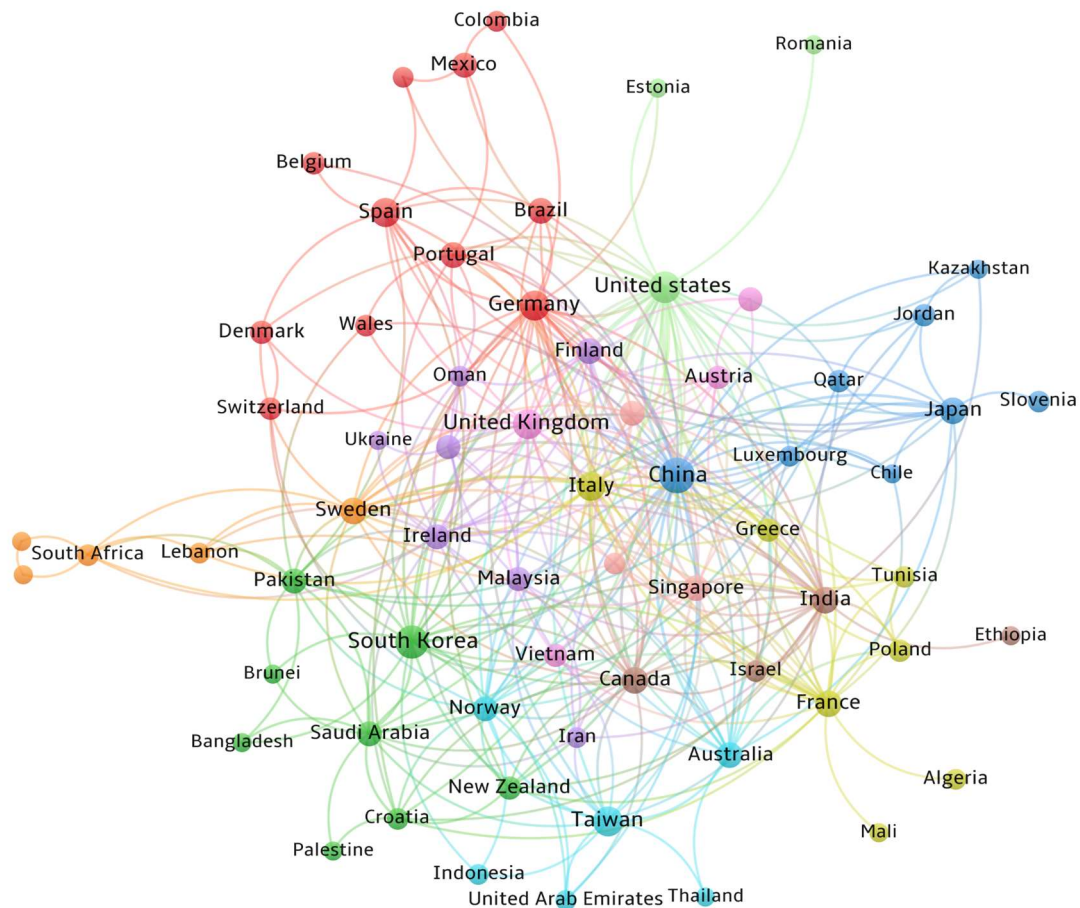 Colombia
Romania
Mexico
Estonia
Belgium
Spain
Brazil
Portugal
Kazakhstan
United states
Germany
Jordan
Denmark
Wales
Finland
Oman
Austria
Qatar
Switzerland
Japan
Slovenia
United Kingdom
Ukraine
Luxembourg
China
Chile
Italy
Sweden
Greece
Ireland
South Africa
Lebanon
Pakistan
Malaysia
Singapore
Tunisia
India
Ethiopia
South Korea
Vietnam
Poland
Brunei
Canada
Israel
Norway
France
Saudi Arabia
Iran
Bangladesh
Australia
New Zealand
Algeria
Croatia
Taiwan
Mali
Palestine
Indonesia
United Arab Emirates
Thailand